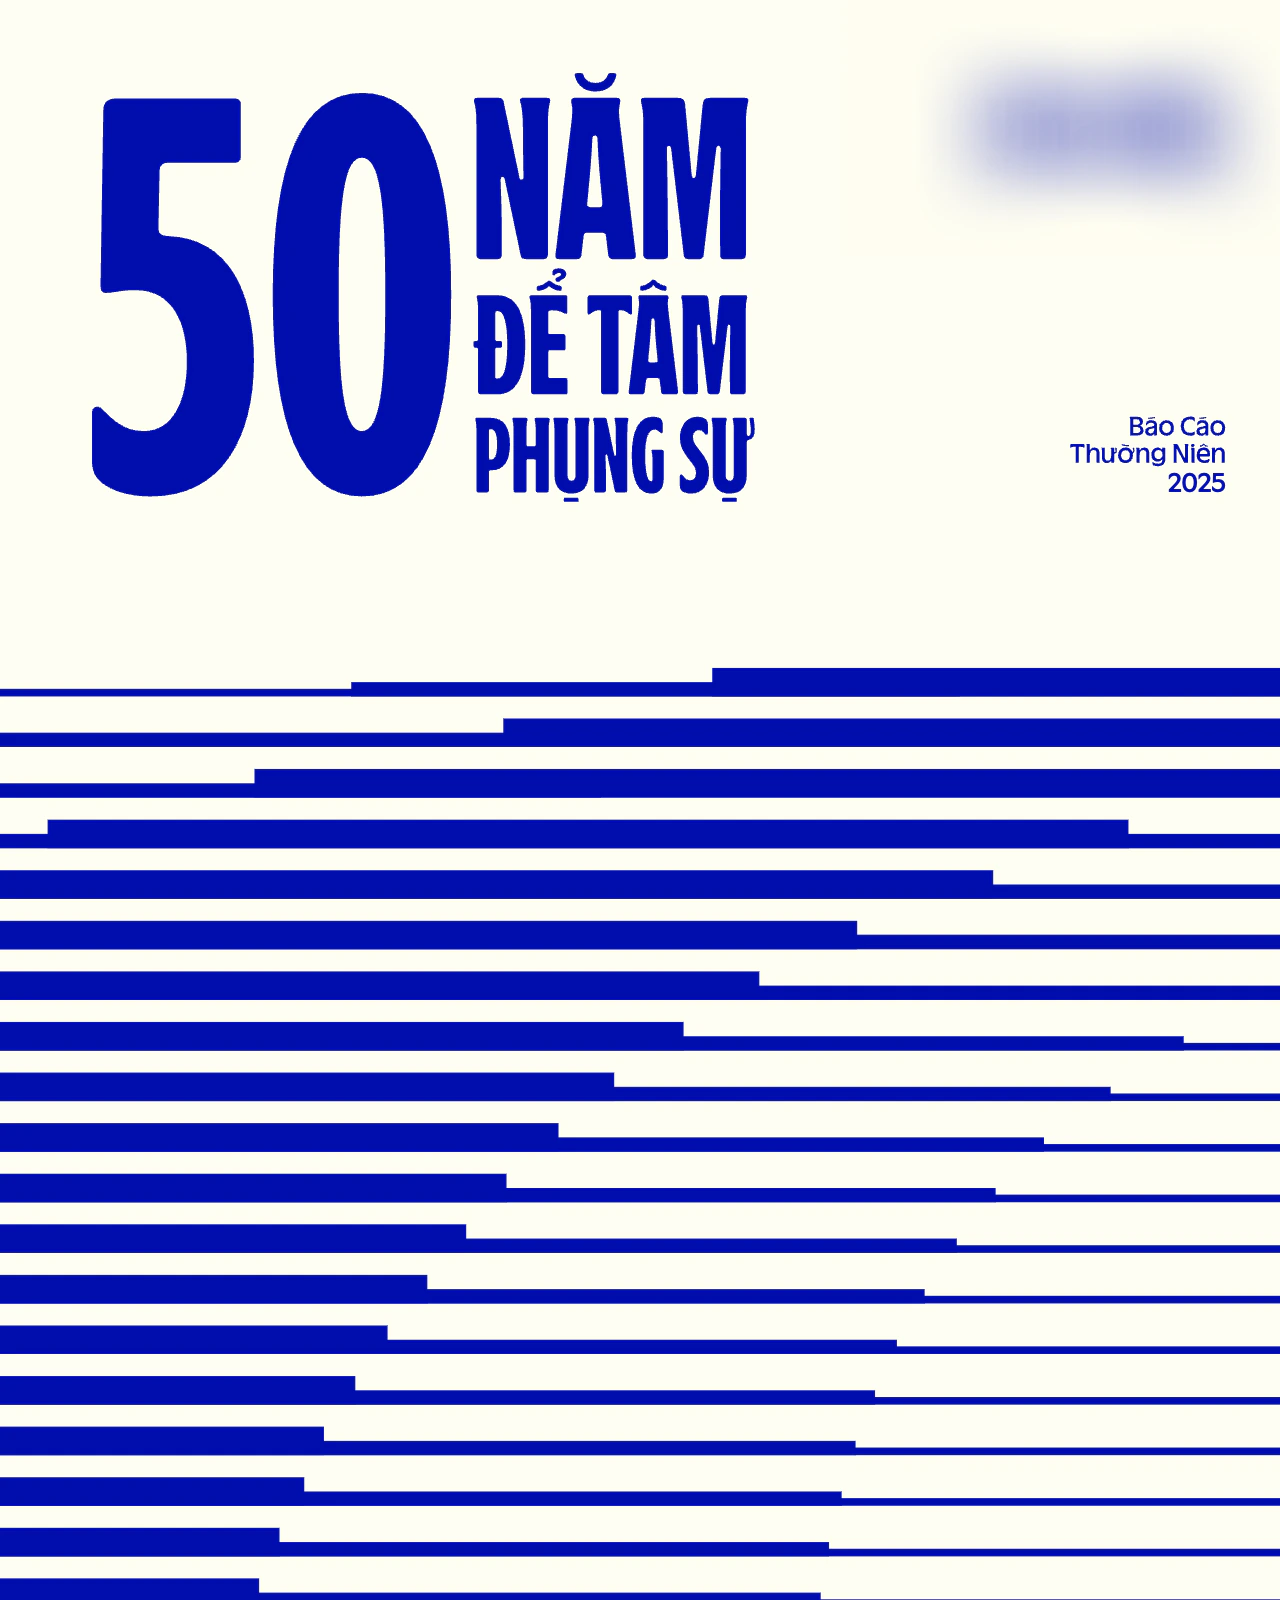 50 NĂM
ĐỂ TÂM
PHỤNG SỰ
Báo Cáo
Thường Niên
2025